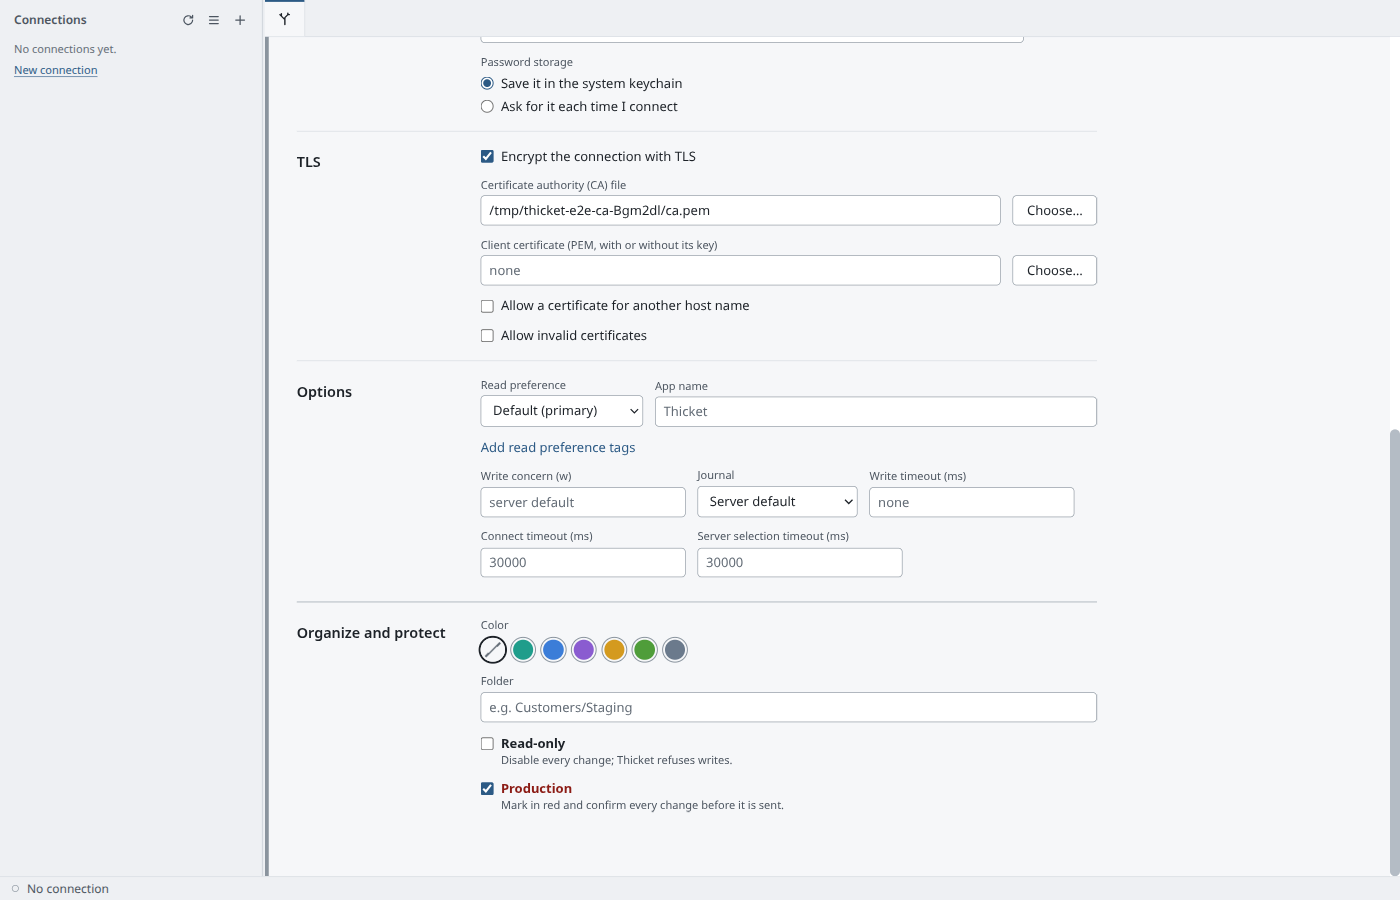 Connections
No connections yet.
New connection
Password storage
Save it in the system keychain
Ask for it each time I connect
TLS
Encrypt the connection with TLS
Certificate authority (CA) file
/tmp/thicket-e2e-ca-Bgm2dl/ca.pem
Choose...
Client certificate (PEM, with or without its key)
none
Choose...
Allow a certificate for another host name
Allow invalid certificates
Options
Read preference
App name
Default (primary)
Thicket
Add read preference tags
Write concern (w)
Journal
Write timeout (ms)
server default
Server default
none
Connect timeout (ms)
Server selection timeout (ms)
30000
30000
Organize and protect
Color
Folder
e.g. Customers/Staging
Read-only
Disable every change; Thicket refuses writes.
Production
Mark in red and confirm every change before it is sent.
No connection